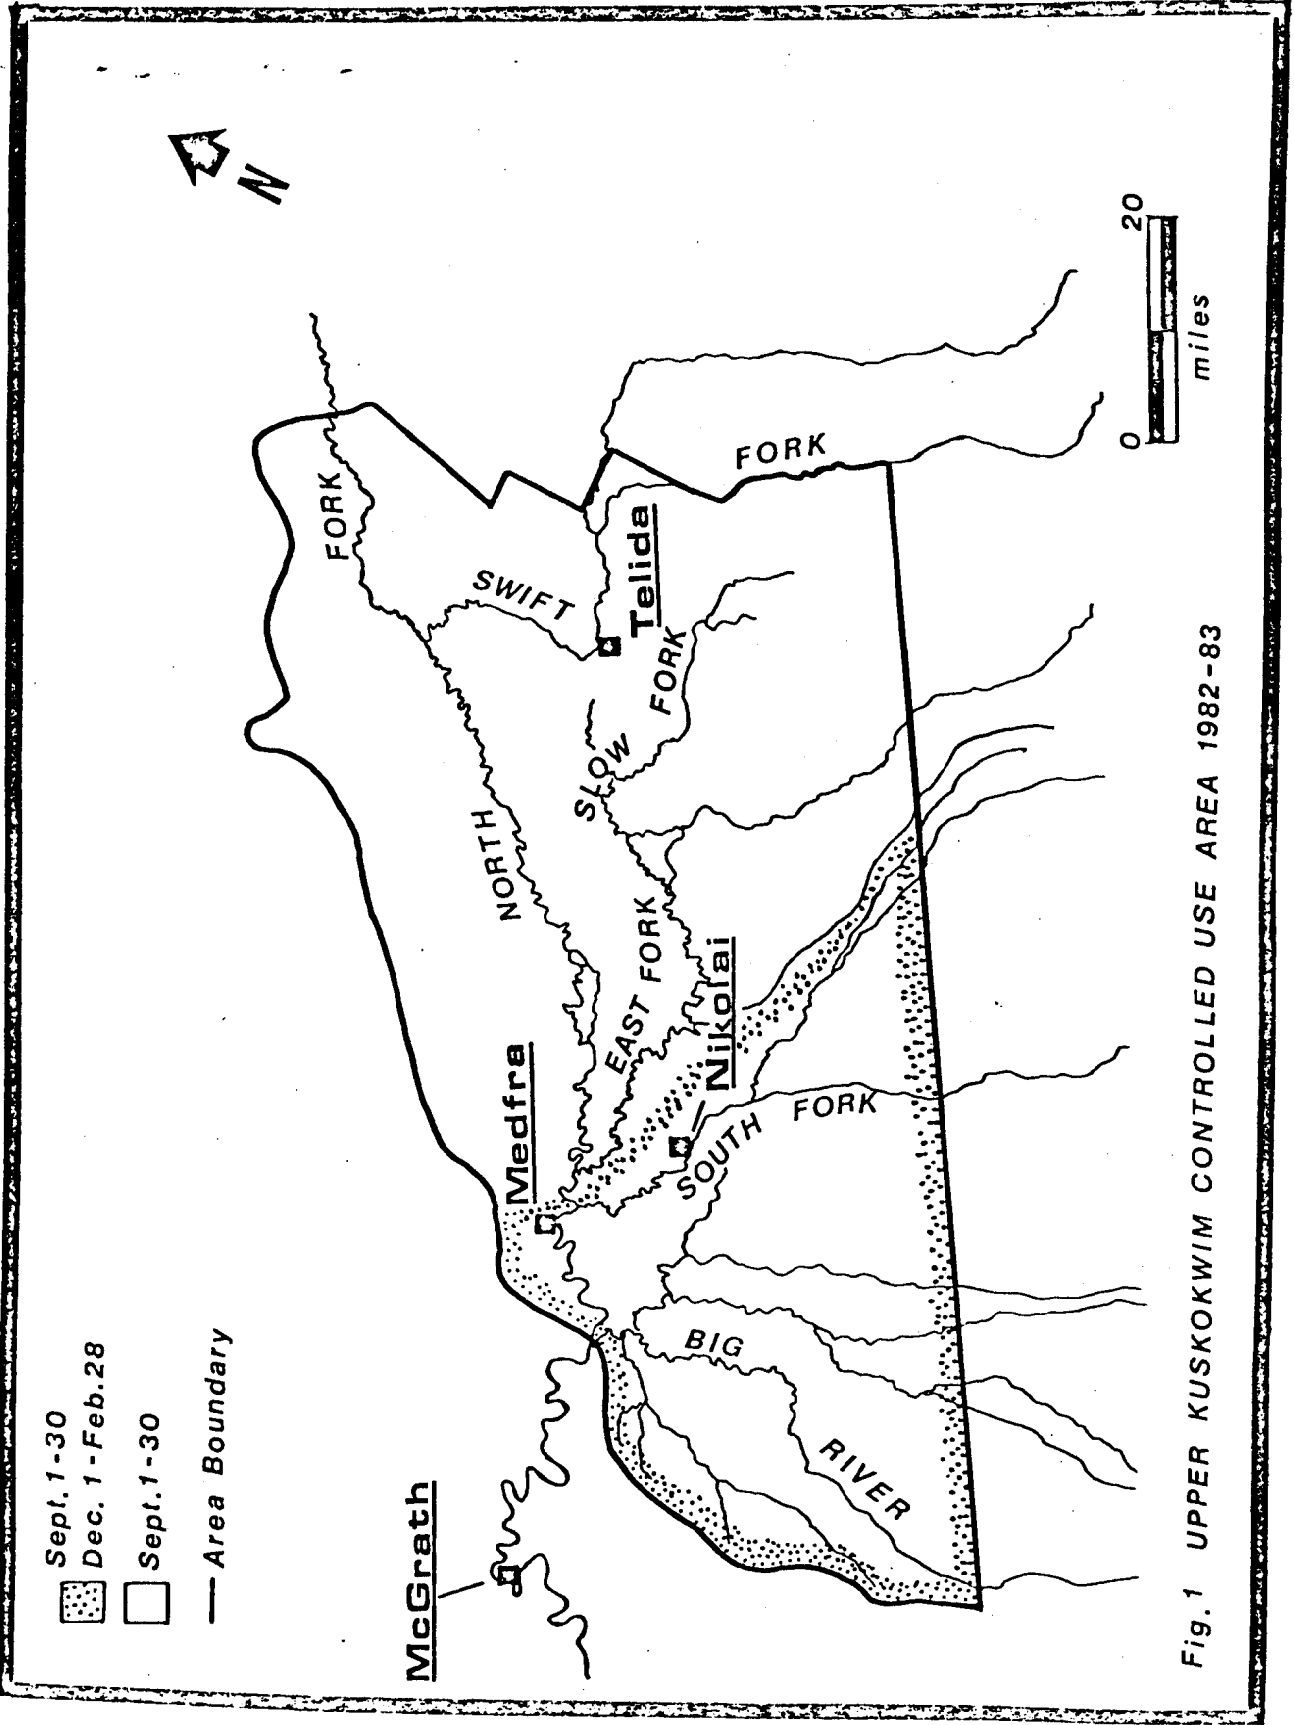 Sept. 1-30
Dec. 1-Feb. 28
Sept. 1-30
Area Boundary
N
McGrath
Medfra
Nikolai
Telida
NORTH
FORK
SWIFT
FORK
SLOW
FORK
EAST FORK
SOUTH
FORK
BIG
RIVER
0
20
miles
Fig. 1 UPPER KUSKOKWIM CONTROLLED USE AREA 1982-83